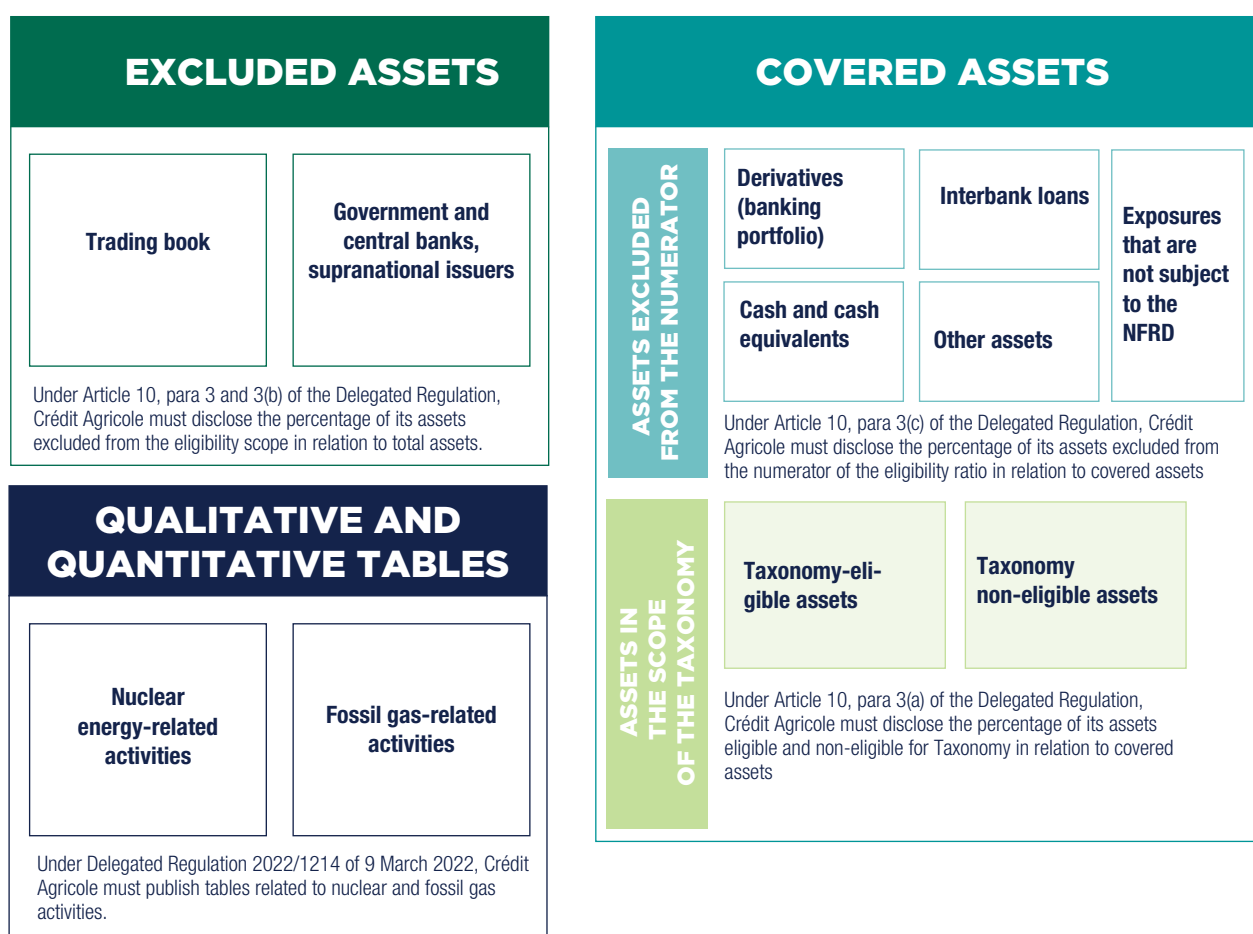 EXCLUDED ASSETS
Trading book
Government and
central banks,
supranational issuers
Under Article 10, para 3 and 3(b) of the Delegated Regulation,
Crédit Agricole must disclose the percentage of its assets
excluded from the eligibility scope in relation to total assets.
QUALITATIVE AND
QUANTITATIVE TABLES
Nuclear
energy-related
activities
Fossil gas-related
activities
Under Delegated Regulation 2022/1214 of 9 March 2022, Crédit
Agricole must publish tables related to nuclear and fossil gas
activities.
COVERED ASSETS
ASSETS EXCLUDED
FROM THE NUMERATOR
Derivatives
(banking
portfolio)
Interbank loans
Exposures
that are
not subject
to the
NFRD
Cash and cash
equivalents
Other assets
Under Article 10, para 3(c) of the Delegated Regulation, Crédit
Agricole must disclose the percentage of its assets excluded from
the numerator of the eligibility ratio in relation to covered assets
ASSETS IN
THE SCOPE
OF THE TAXONOMY
Taxonomy-eli-
gible assets
Taxonomy
non-eligible assets
Under Article 10, para 3(a) of the Delegated Regulation,
Crédit Agricole must disclose the percentage of its assets
eligible and non-eligible for Taxonomy in relation to covered
assets